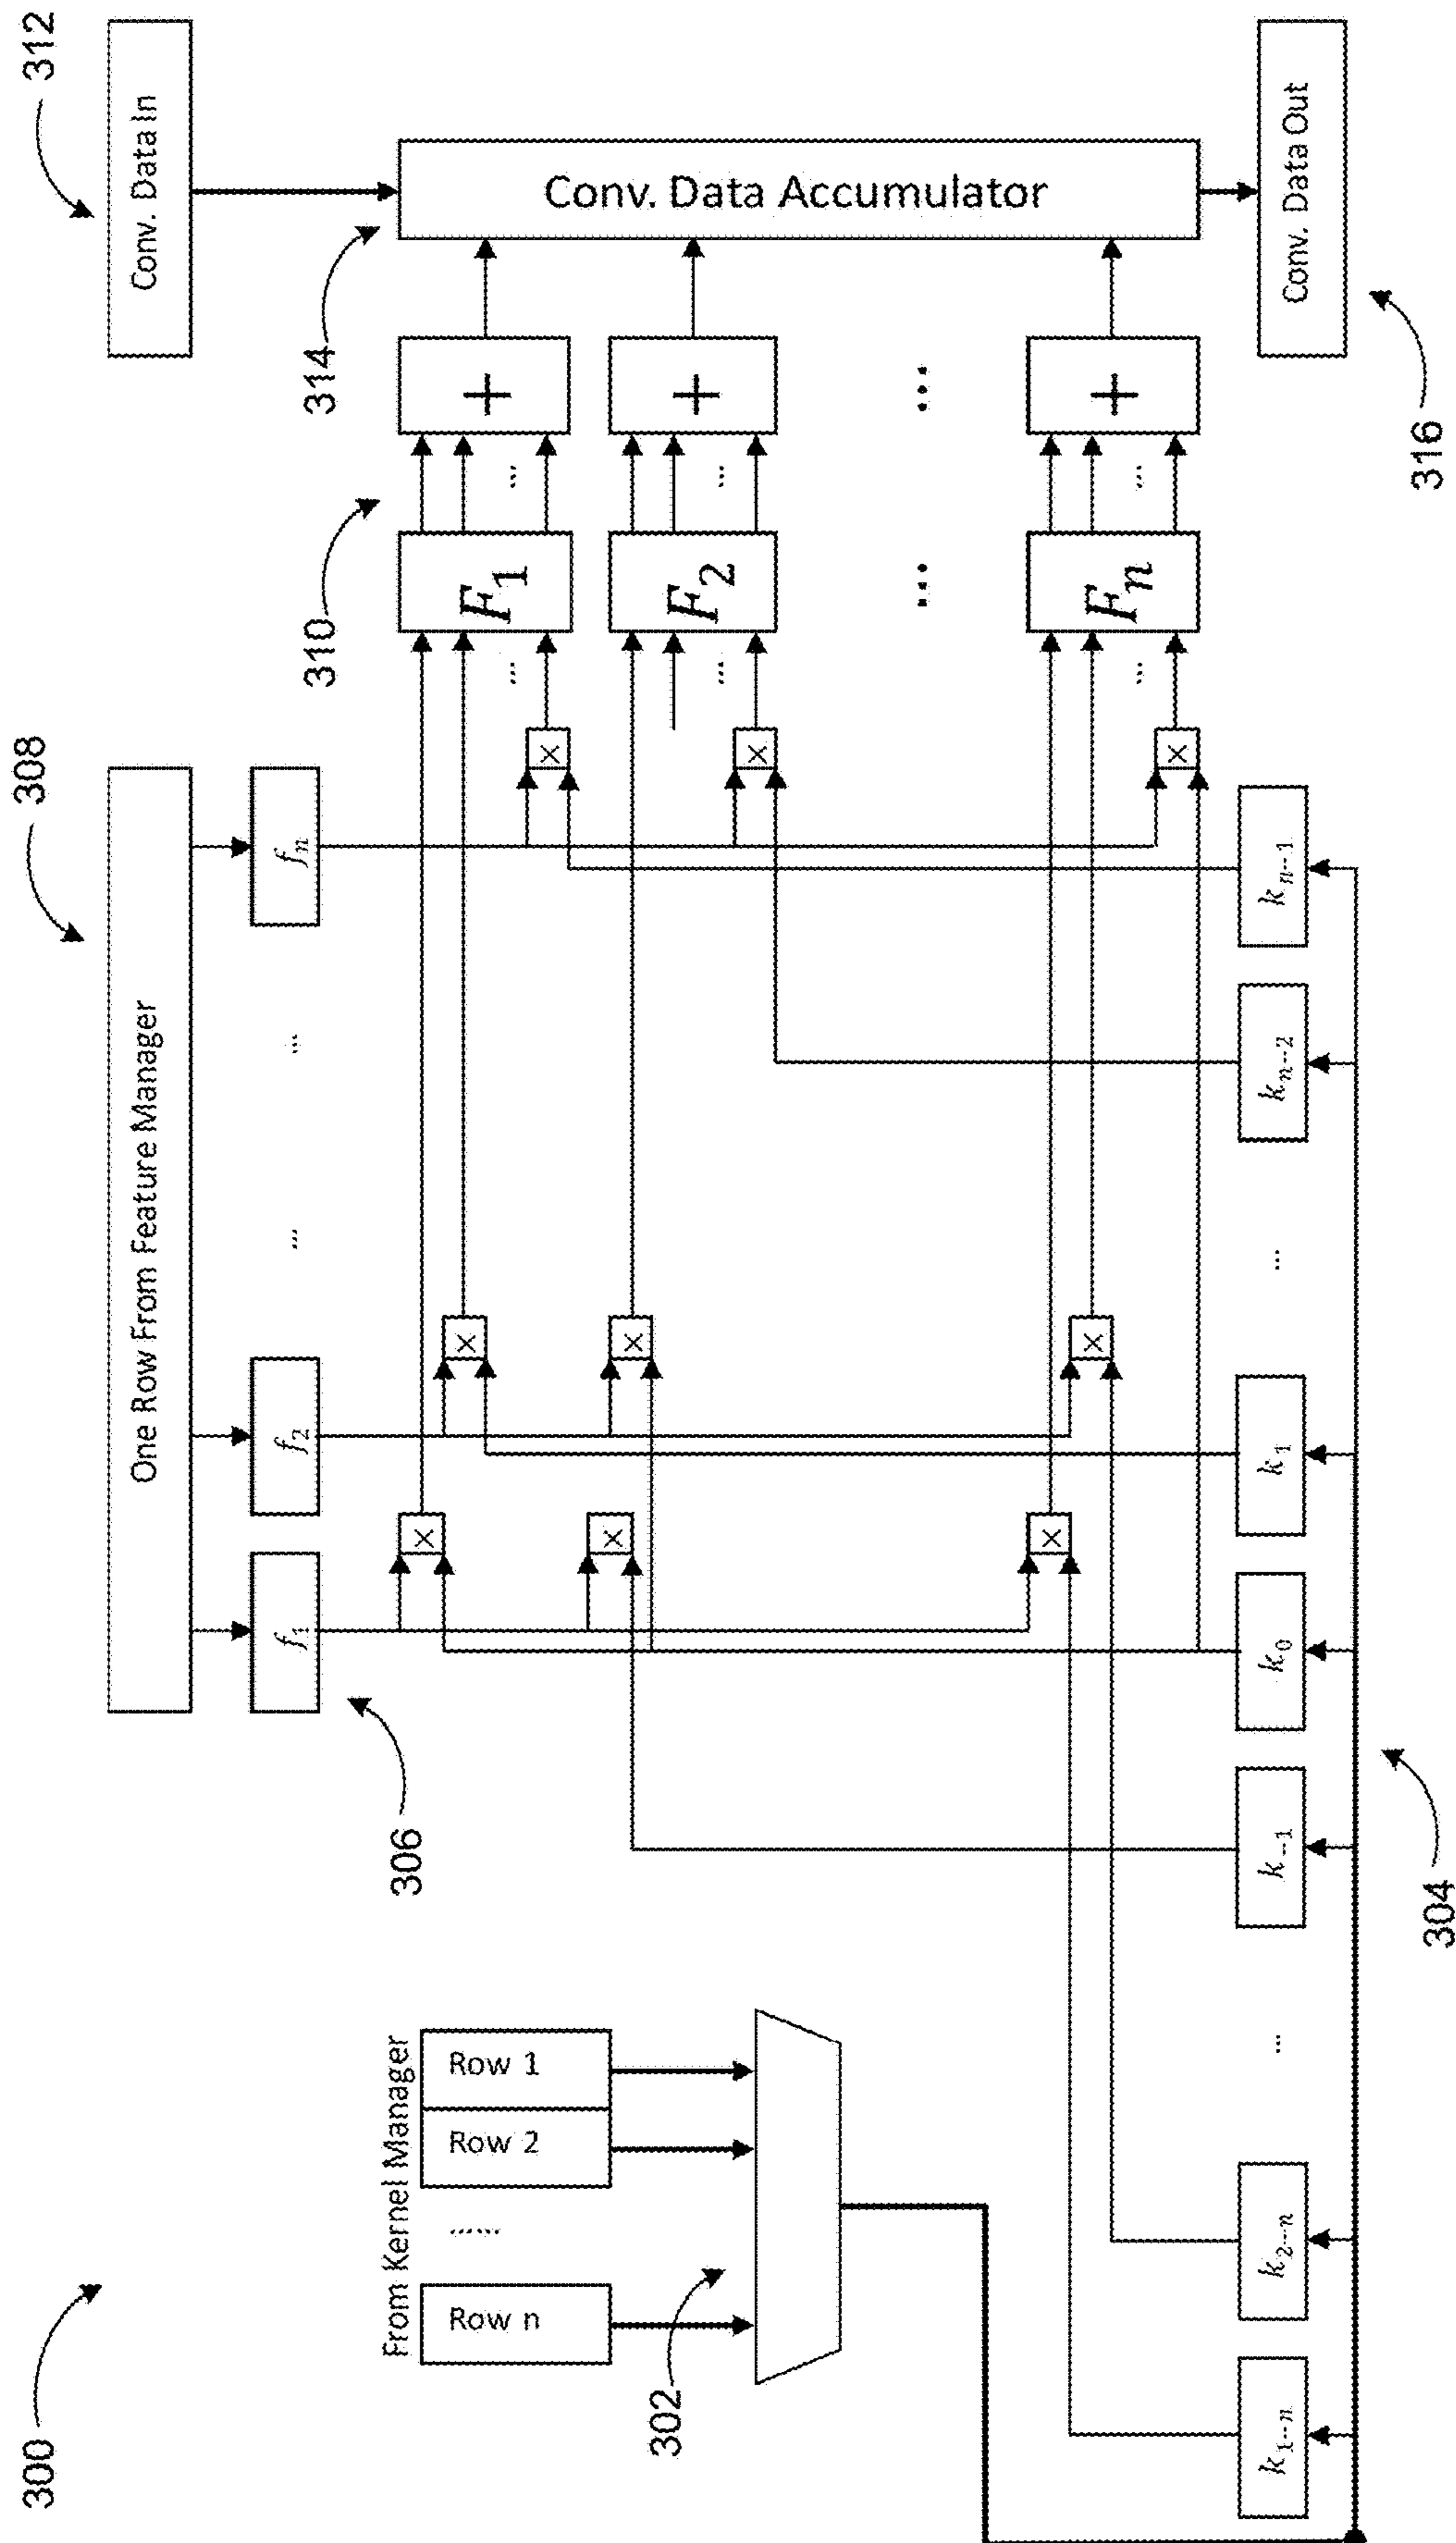 300
308
312
One Row From Feature Manager
Conv. Data In
f₁
f₂
...
...
fₙ
306
310
314
From Kernel Manager
Row n
......
Row 2
Row 1
302
×
×
×
...
F₁
...
+
×
×
×
...
F₂
...
+
...
...
×
×
×
...
Fₙ
...
+
Conv. Data Accumulator
k₁₋ₙ
k₂₋ₙ
...
k₋₁
k₀
k₁
...
kₙ₋₂
kₙ₋₁
Conv. Data Out
304
316